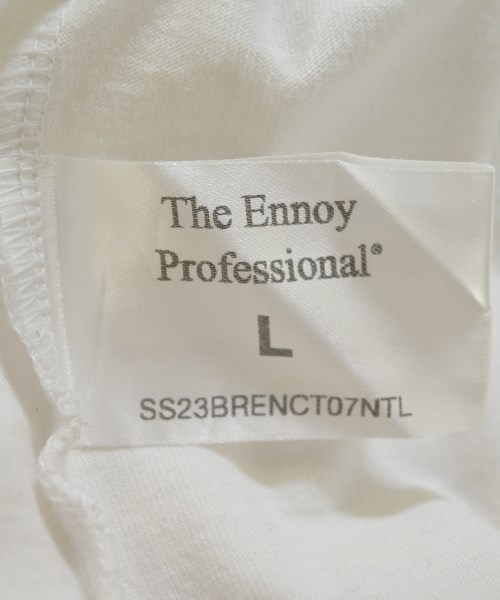 The Ennoy
Professional®
L
SS23BRENCT07NTL